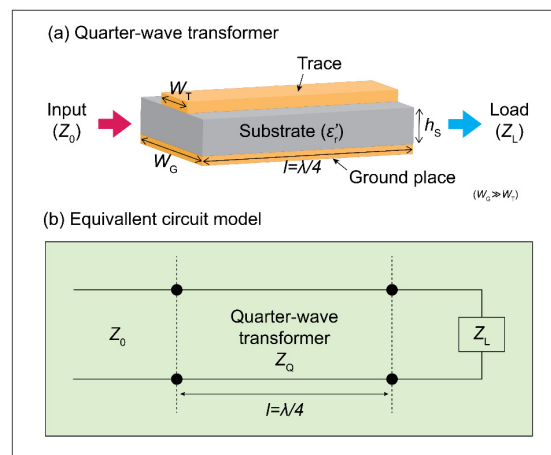 (a) Quarter-wave transformer
Trace
W_T
Input
(Z_0)
Substrate (ε_r')
h_S
Load
(Z_L)
W_G
l=λ/4
Ground place
(W_G≫W_T)
(b) Equivallent circuit model
Z_0
Quarter-wave
transformer
Z_Q
Z_L
l=λ/4